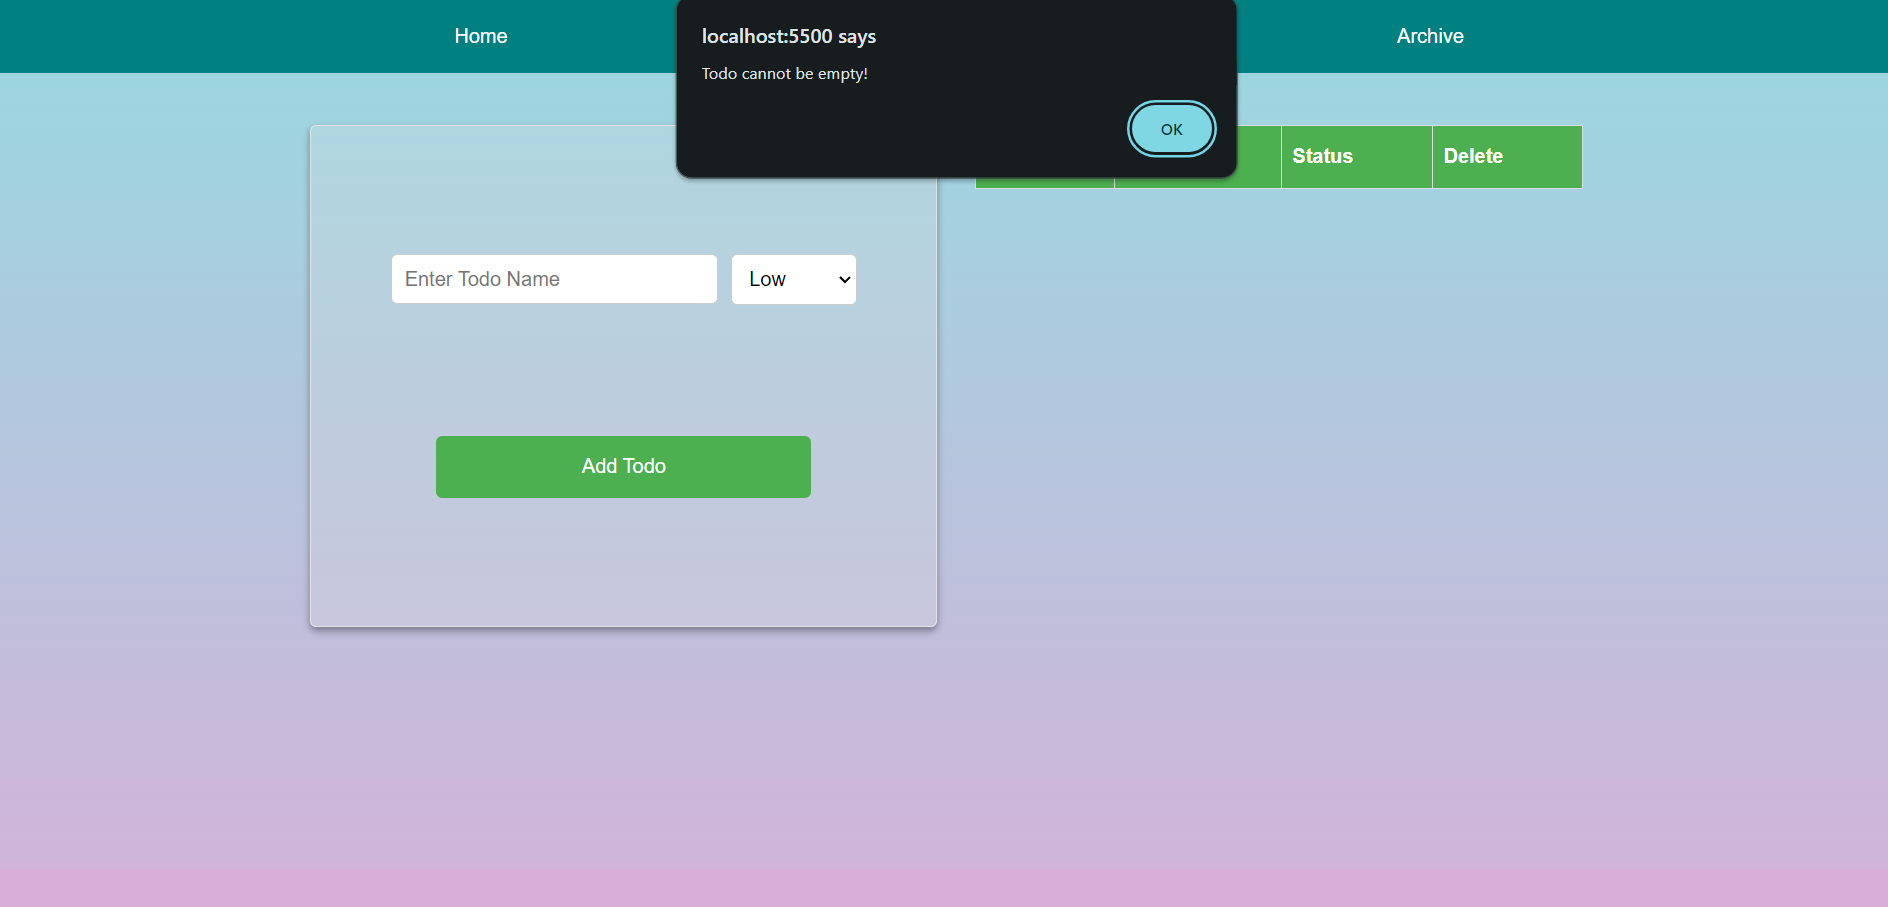 Home
Archive
localhost:5500 says
Todo cannot be empty!
OK
Status
Delete
Enter Todo Name
Low
Add Todo